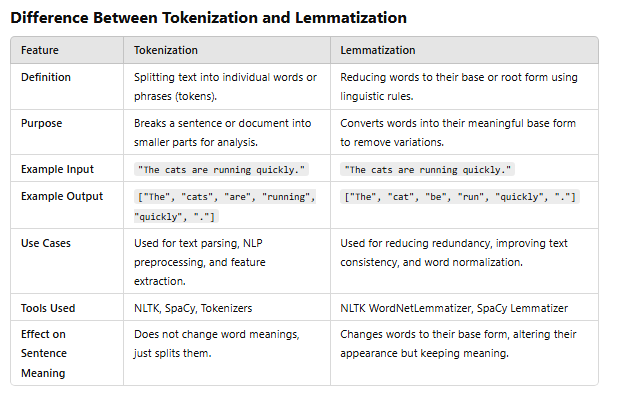 Difference Between Tokenization and Lemmatization
Feature Tokenization Lemmatization
Definition Splitting text into individual words or phrases (tokens). Reducing words to their base or root form using linguistic rules.
Purpose Breaks a sentence or document into smaller parts for analysis. Converts words into their meaningful base form to remove variations.
Example Input "The cats are running quickly." "The cats are running quickly."
Example Output ["The", "cats", "are", "running", "quickly", "."] ["The", "cat", "be", "run", "quickly", "."]
Use Cases Used for text parsing, NLP preprocessing, and feature extraction. Used for reducing redundancy, improving text consistency, and word normalization.
Tools Used NLTK, SpaCy, Tokenizers NLTK WordNetLemmatizer, SpaCy Lemmatizer
Effect on Sentence Meaning Does not change word meanings, just splits them. Changes words to their base form, altering their appearance but keeping meaning.